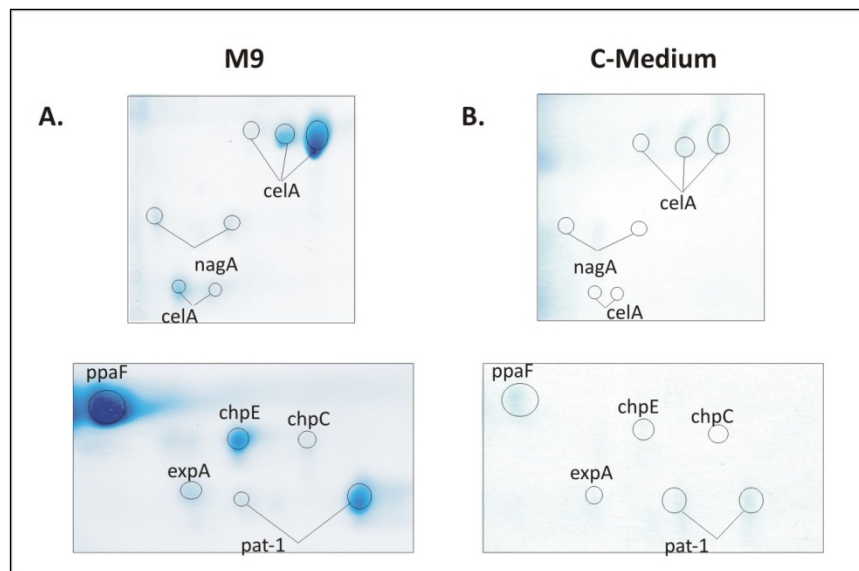 M9
A.
celA
nagA
celA
ppaF
chpE
chpC
expA
pat-1
C-Medium
B.
celA
nagA
celA
ppaF
chpE
chpC
expA
pat-1